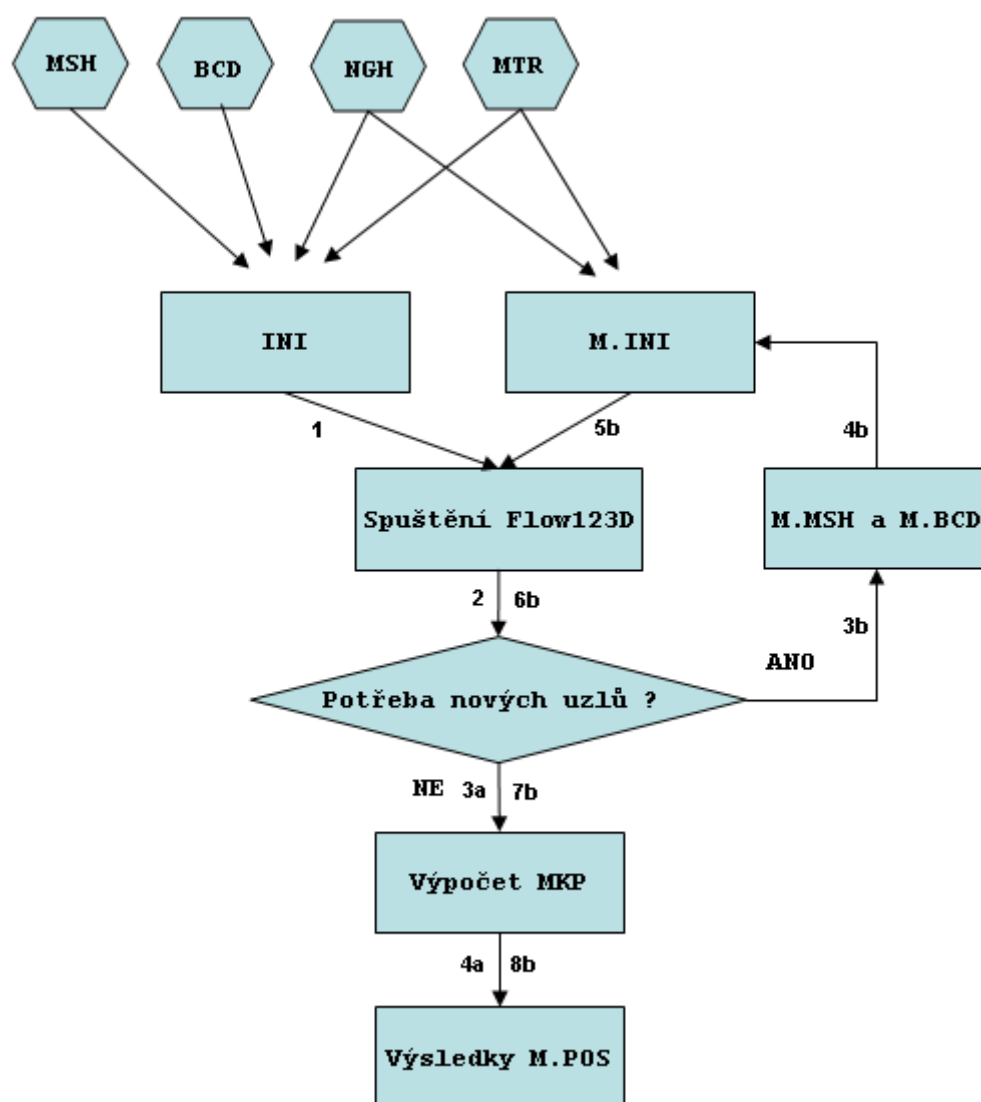 MSH
BCD
NGH
MTR
INI
M.INI
1
5b
4b
Spuštění Flow123D
M.MSH a M.BCD
2
6b
3b
ANO
Potřeba nových uzlů ?
NE
3a
7b
Výpočet MKP
4a
8b
Výsledky M.POS